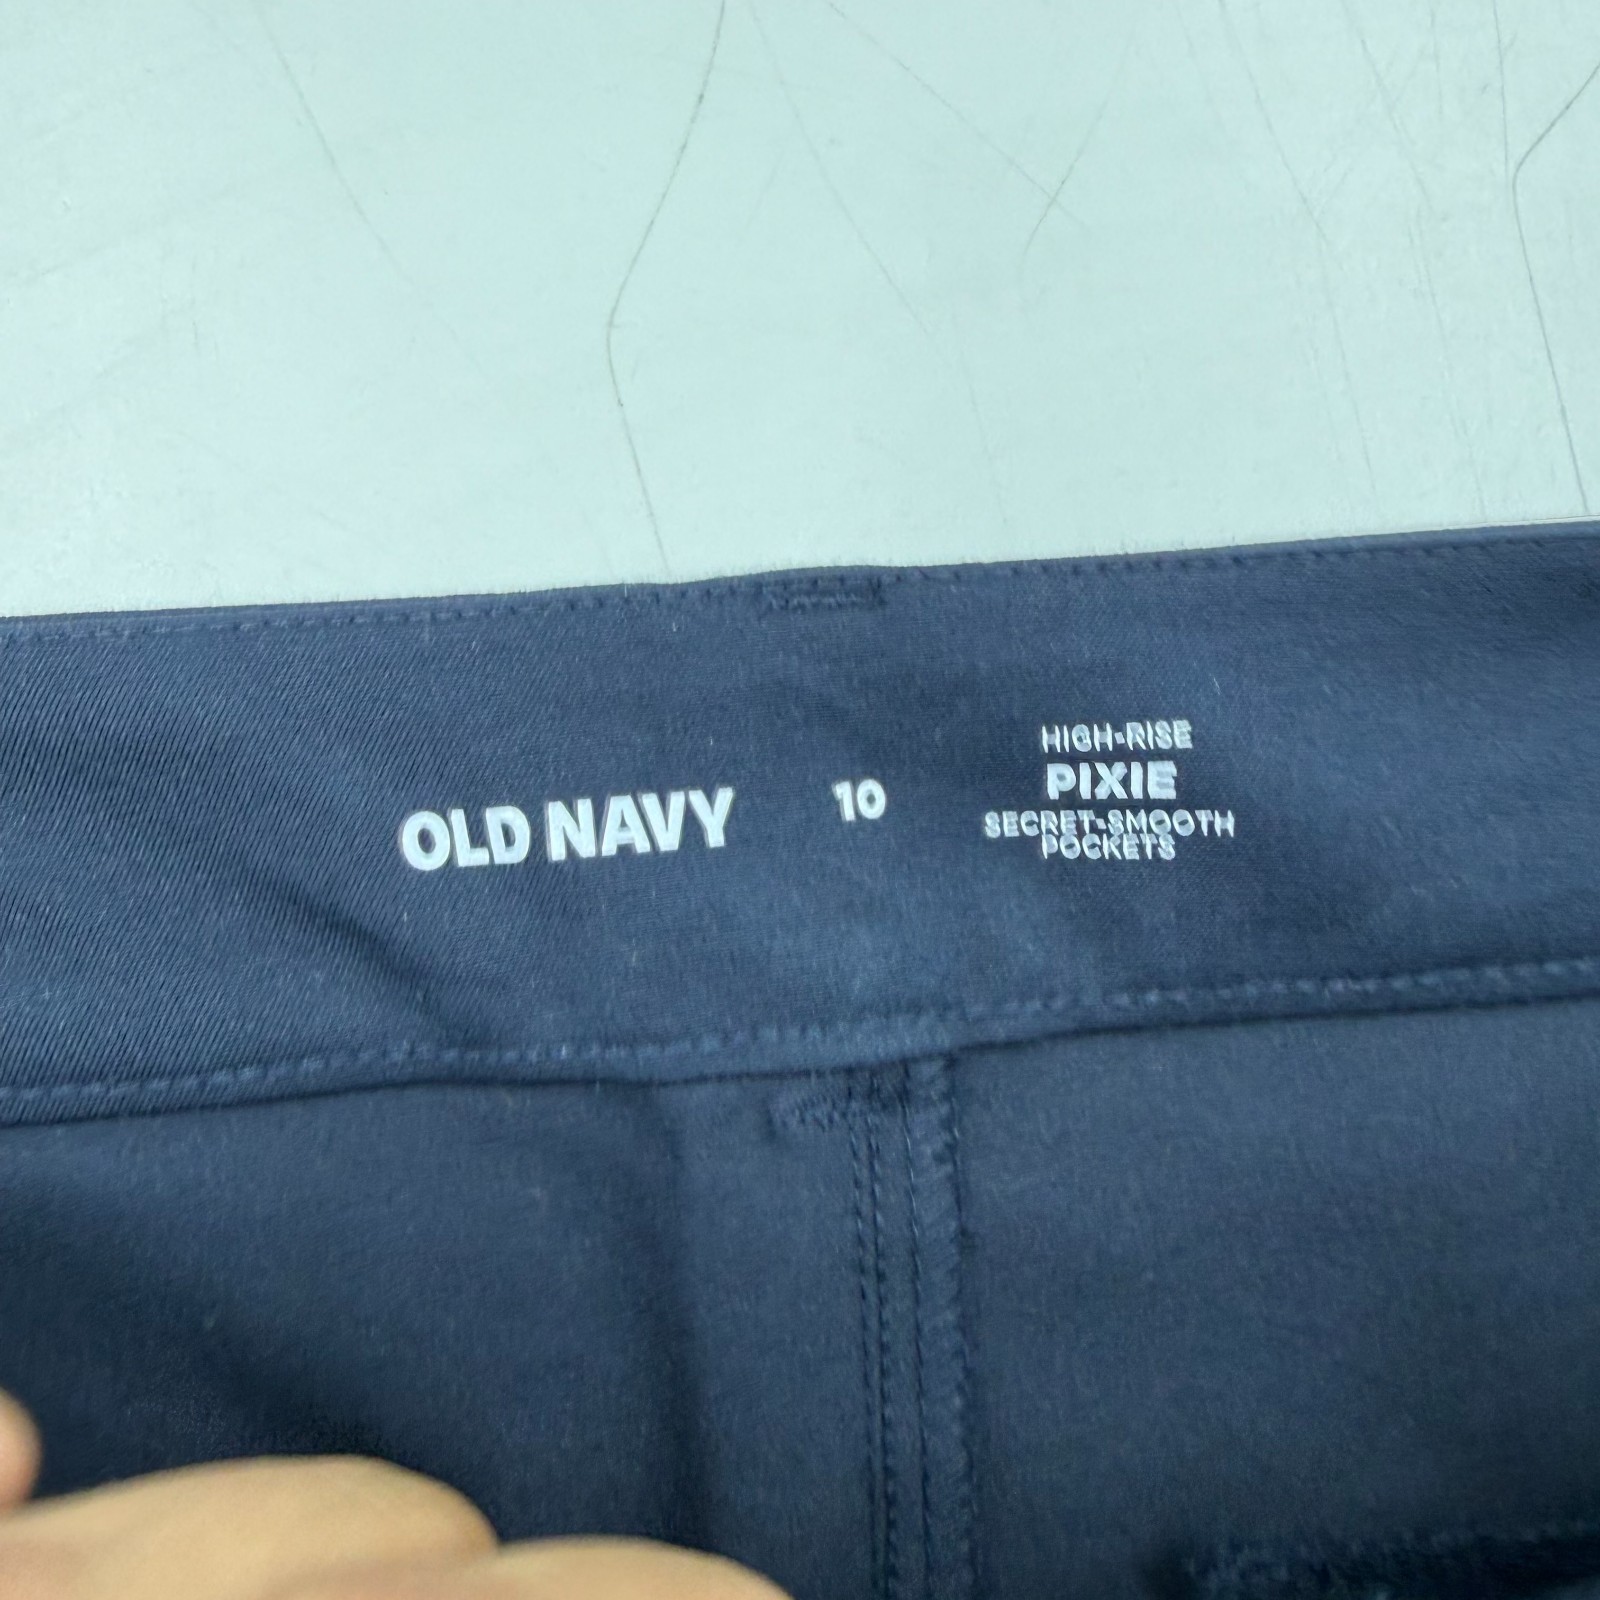 OLD NAVY
10
HIGH-RISE
PIXIE
SECRET-SMOOTH
POCKETS